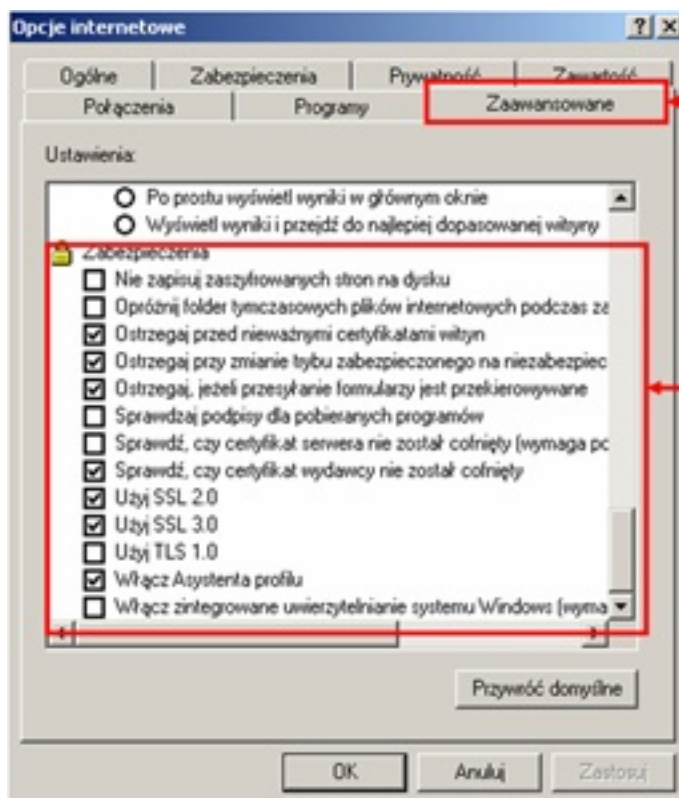 Opcje internetowe
Ogólne Zabezpieczenia Prywatność Zawartość
Połączenia Programy Zaawansowane
Ustawienia:
Po prostu wyświetl wyniki w głównym oknie
Wyświetl wyniki i przejdź do najlepiej dopasowanej witryny
Zabezpieczenia
Nie zapisuj zaszyfrowanych stron na dysku
Opróżnij folder tymczasowych plików internetowych podczas za
Ostrzegaj przed nieważnymi certyfikatami witryn
Ostrzegaj przy zmianie trybu zabezpieczonego na niezabezpiec
Ostrzegaj, jeżeli przesyłanie formularzy jest przekierowywane
Sprawdzaj podpisy dla pobieranych programów
Sprawdź, czy certyfikat serwera nie został cofnięty (wymaga po
Sprawdź, czy certyfikat wydawcy nie został cofnięty
Użyj SSL 2.0
Użyj SSL 3.0
Użyj TLS 1.0
Włącz Asystenta profilu
Włącz zintegrowane uwierzytelnianie systemu Windows (wyma
Przywróć domyślne
OK Anuluj Zastosuj